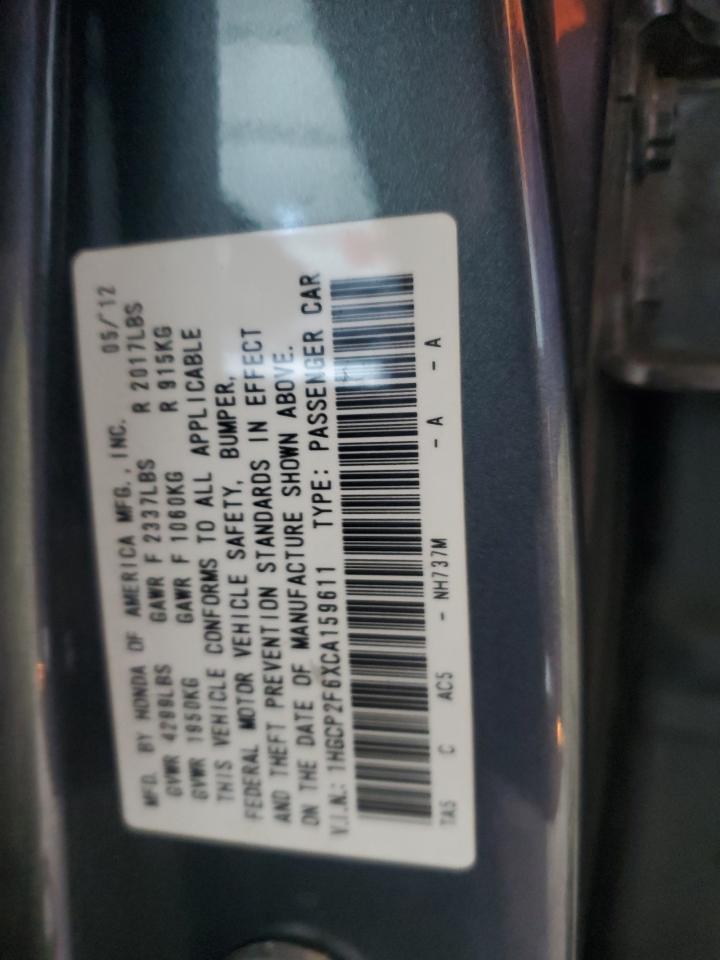 MFD. BY HONDA OF AMERICA MFG., INC. 05/'12
GVWR 4299LBS GAWR F 2337LBS R 2017LBS
GVWR 1950KG GAWR F 1060KG R 915KG
THIS VEHICLE CONFORMS TO ALL APPLICABLE
FEDERAL MOTOR VEHICLE SAFETY, BUMPER,
AND THEFT PREVENTION STANDARDS IN EFFECT
ON THE DATE OF MANUFACTURE SHOWN ABOVE.
V.I.N.: 1HGCP2F6XCA159611 TYPE: PASSENGER CAR
TA5 C AC5 - NH737M - A - A